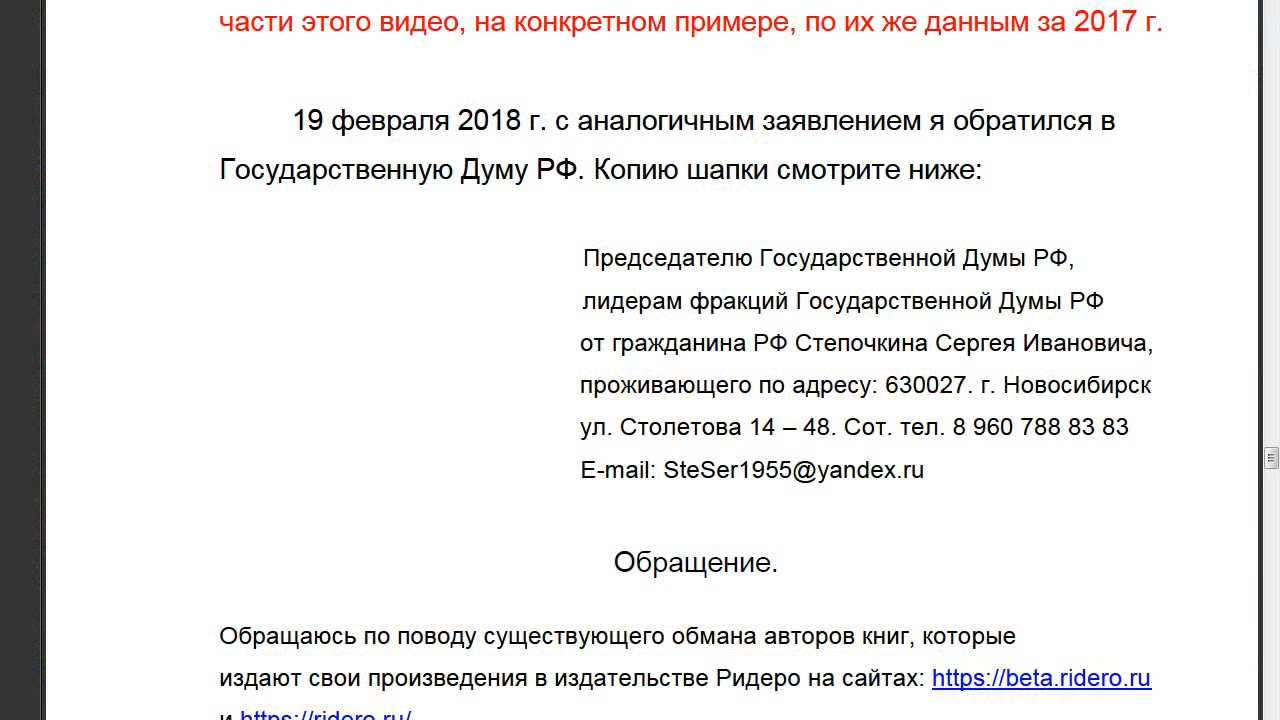 части этого видео, на конкретном примере, по их же данным за 2017 г.
19 февраля 2018 г. с аналогичным заявлением я обратился в
Государственную Думу РФ. Копию шапки смотрите ниже:
Председателю Государственной Думы РФ,
лидерам фракций Государственной Думы РФ
от гражданина РФ Степочкина Сергея Ивановича,
проживающего по адресу: 630027. г. Новосибирск
ул. Столетова 14 – 48. Сот. тел. 8 960 788 83 83
E-mail: SteSer1955@yandex.ru
Обращение.
Обращаюсь по поводу существующего обмана авторов книг, которые
издают свои произведения в издательстве Ридеро на сайтах: https://beta.ridero.ru
и https://ridero.ru/